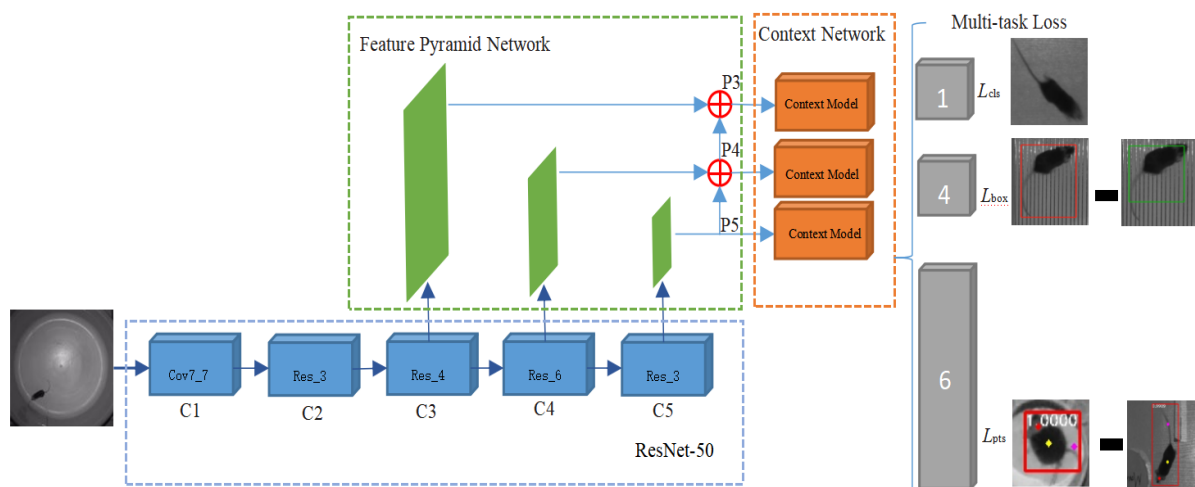 Feature Pyramid Network
Context Network
Multi-task Loss
P3
P4
P5
Context Model
Context Model
Context Model
1
Lcls
4
Lbox
6
Lpts
1.0000
Cov7_7
Res_3
Res_4
Res_6
Res_3
C1
C2
C3
C4
C5
ResNet-50